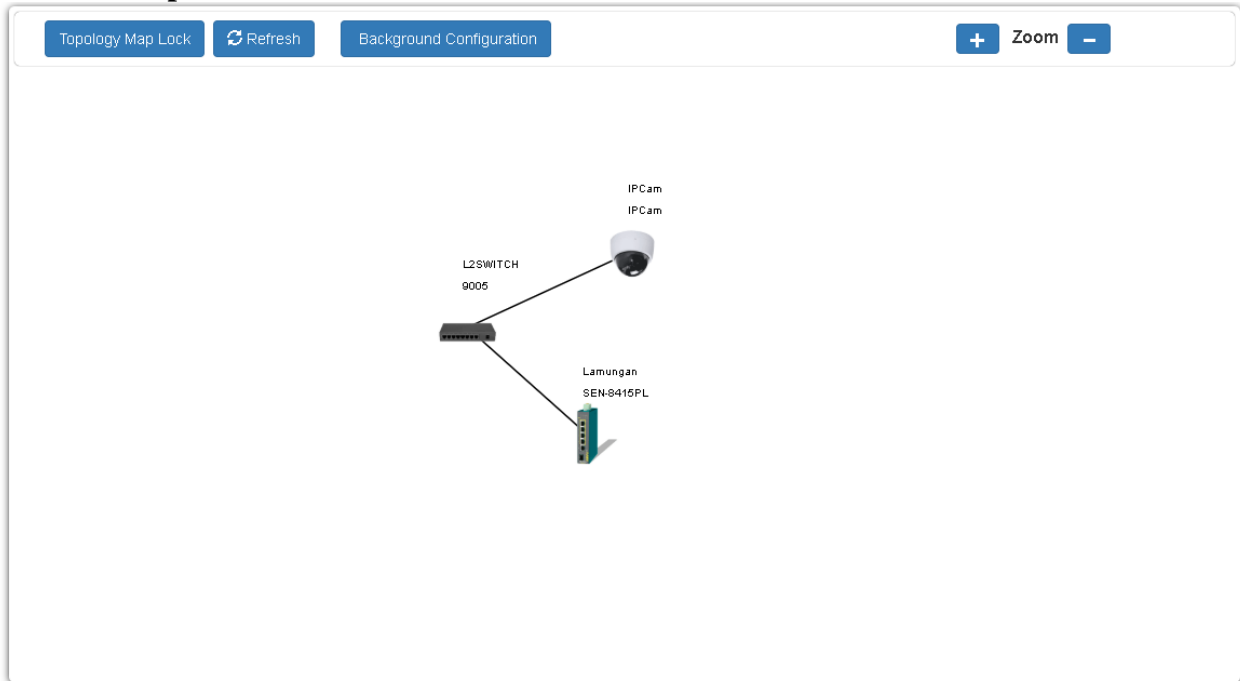 Topology Map Lock
Refresh
Background Configuration
+ Zoom −
IPCam
IPCam
L2SWITCH
9005
Lamungan
SEN-8415PL